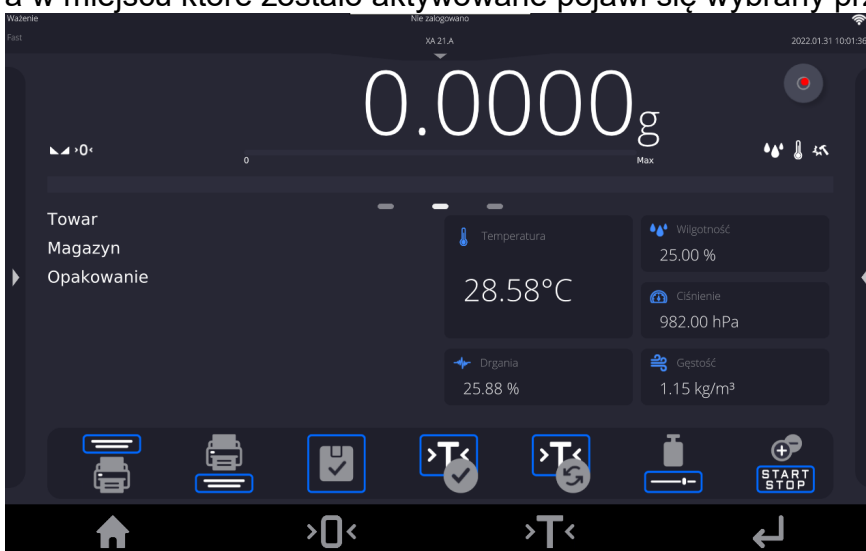 a w miejscu które zostało aktywowane pojawi się wybrany
Ważenie
Nie zalogowano
Fast
XA 21.A
2022.01.31 10:01:36
0.0000g
>0<
0
Max
Towar
Magazyn
Opakowanie
Temperatura
28.58°C
Wilgotność
25.00 %
Ciśnienie
982.00 hPa
Drgania
25.88 %
Gęstość
1.15 kg/m³
>T<
>T<
START
STOP
>0<
>T<